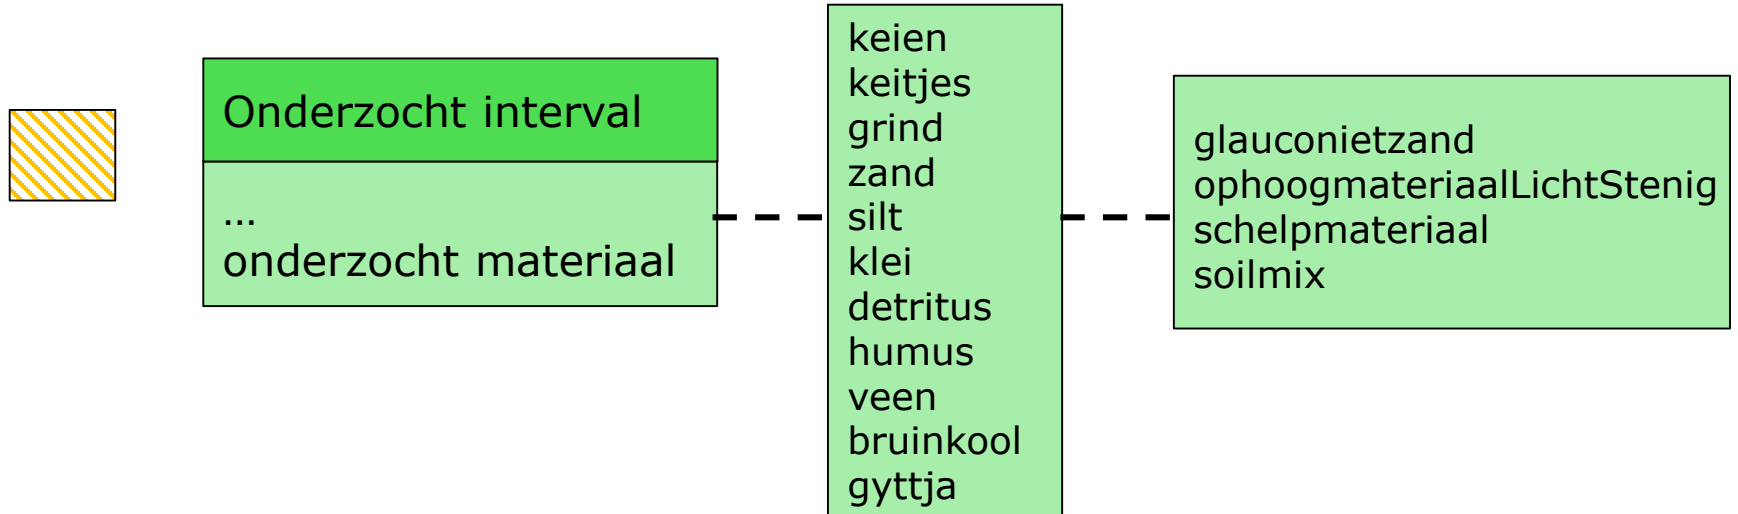 Onderzocht interval
...
onderzocht materiaal
keien
keitjes
grind
zand
silt
klei
detritus
humus
veen
bruinkool
gyttja
glauconietzand
ophoogmateriaalLichtStenig
schelpmateriaal
soilmix